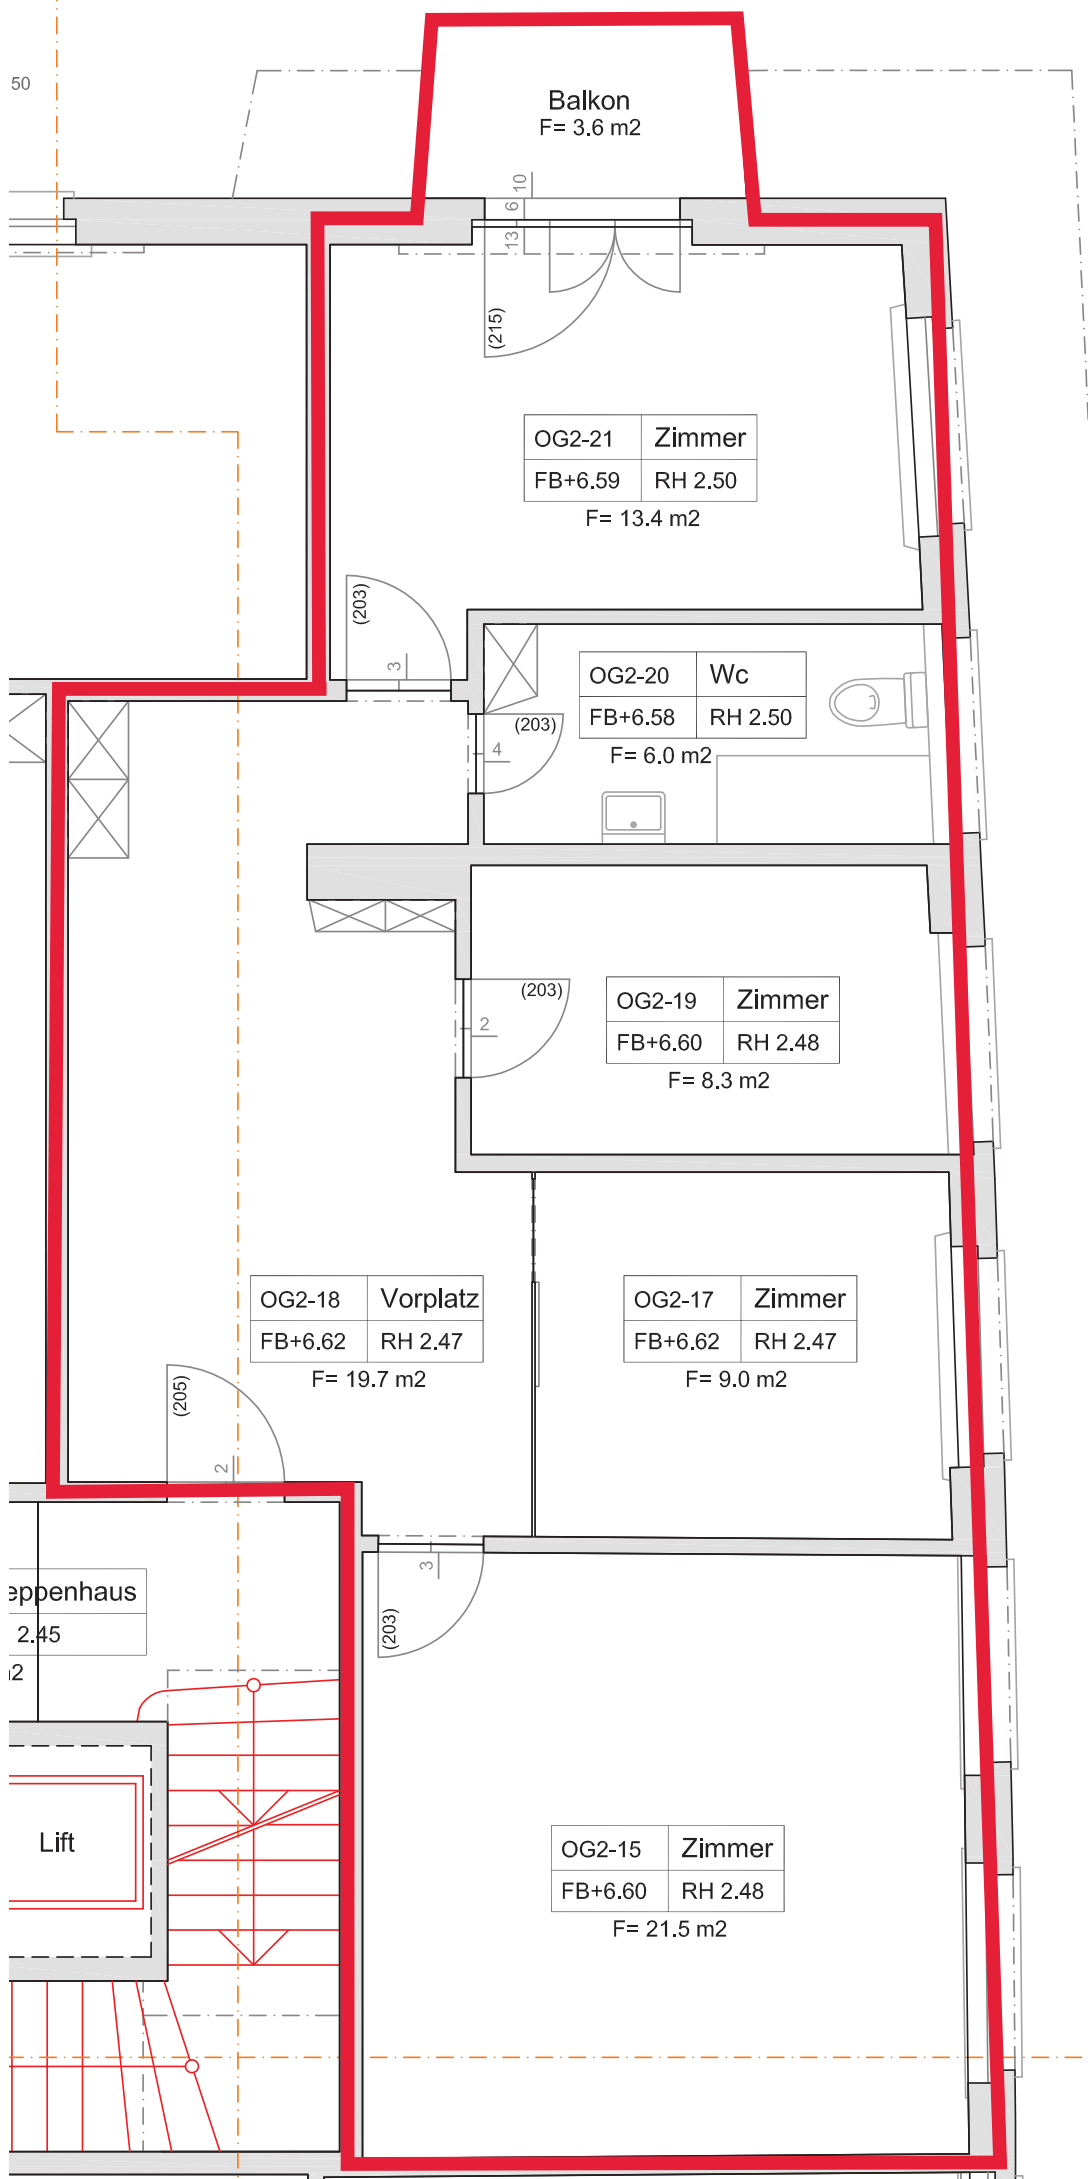 50
Balkon
F= 3.6 m2
10
6
13
(215)
OG2-21 Zimmer
FB+6.59 RH 2.50
F= 13.4 m2
(203)
3
OG2-20 Wc
FB+6.58 RH 2.50
F= 6.0 m2
(203)
4
OG2-19 Zimmer
FB+6.60 RH 2.48
F= 8.3 m2
(203)
2
OG2-18 Vorplatz
FB+6.62 RH 2.47
F= 19.7 m2
OG2-17 Zimmer
FB+6.62 RH 2.47
F= 9.0 m2
(205)
2
3
(203)
eppenhaus
2.45
2
Lift
OG2-15 Zimmer
FB+6.60 RH 2.48
F= 21.5 m2